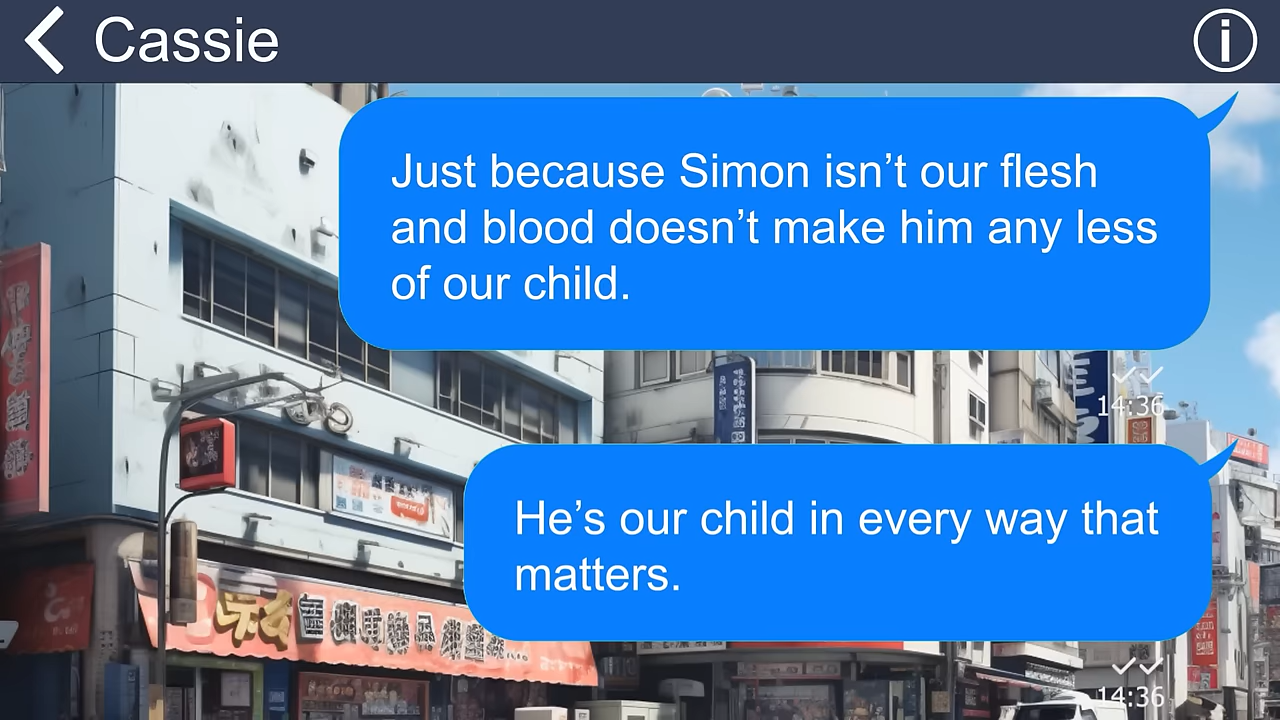 Cassie
Just because Simon isn’t our flesh
and blood doesn’t make him any less
of our child.
14:36
He’s our child in every way that
matters.
14:36